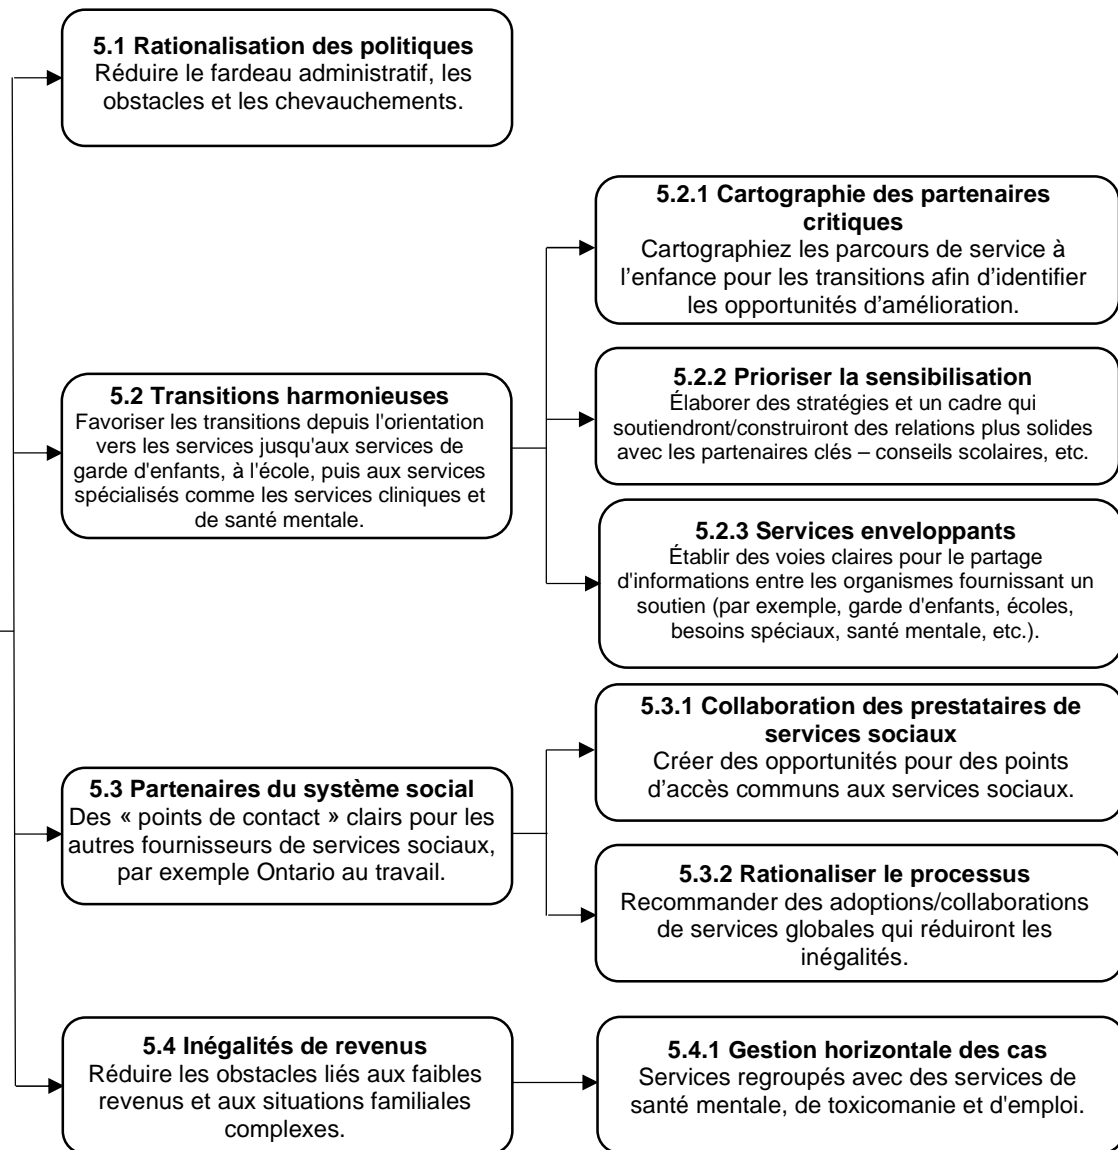 5.1 Rationalisation des politiques
Réduire le fardeau administratif, les
obstacles et les chevauchements.
5.2 Transitions harmonieuses
Favoriser les transitions depuis l'orientation
vers les services jusqu'aux services de
garde d'enfants, à l'école, puis aux services
spécialisés comme les services cliniques et
de santé mentale.
5.2.1 Cartographie des partenaires
critiques
Cartographiez les parcours de service à
l’enfance pour les transitions afin d’identifier
les opportunités d’amélioration.
5.2.2 Prioriser la sensibilisation
Élaborer des stratégies et un cadre qui
soutiendront/construiront des relations plus solides
avec les partenaires clés – conseils scolaires, etc.
5.2.3 Services enveloppants
Établir des voies claires pour le partage
d'informations entre les organismes fournissant un
soutien (par exemple, garde d'enfants, écoles,
besoins spéciaux, santé mentale, etc.).
5.3 Partenaires du système social
Des « points de contact » clairs pour les
autres fournisseurs de services sociaux,
par exemple Ontario au travail.
5.3.1 Collaboration des prestataires de
services sociaux
Créer des opportunités pour des points
d’accès communs aux services sociaux.
5.3.2 Rationaliser le processus
Recommander des adoptions/collaborations
de services globales qui réduiront les
inégalités.
5.4 Inégalités de revenus
Réduire les obstacles liés aux faibles
revenus et aux situations familiales
complexes.
5.4.1 Gestion horizontale des cas
Services regroupés avec des services de
santé mentale, de toxicomanie et d'emploi.